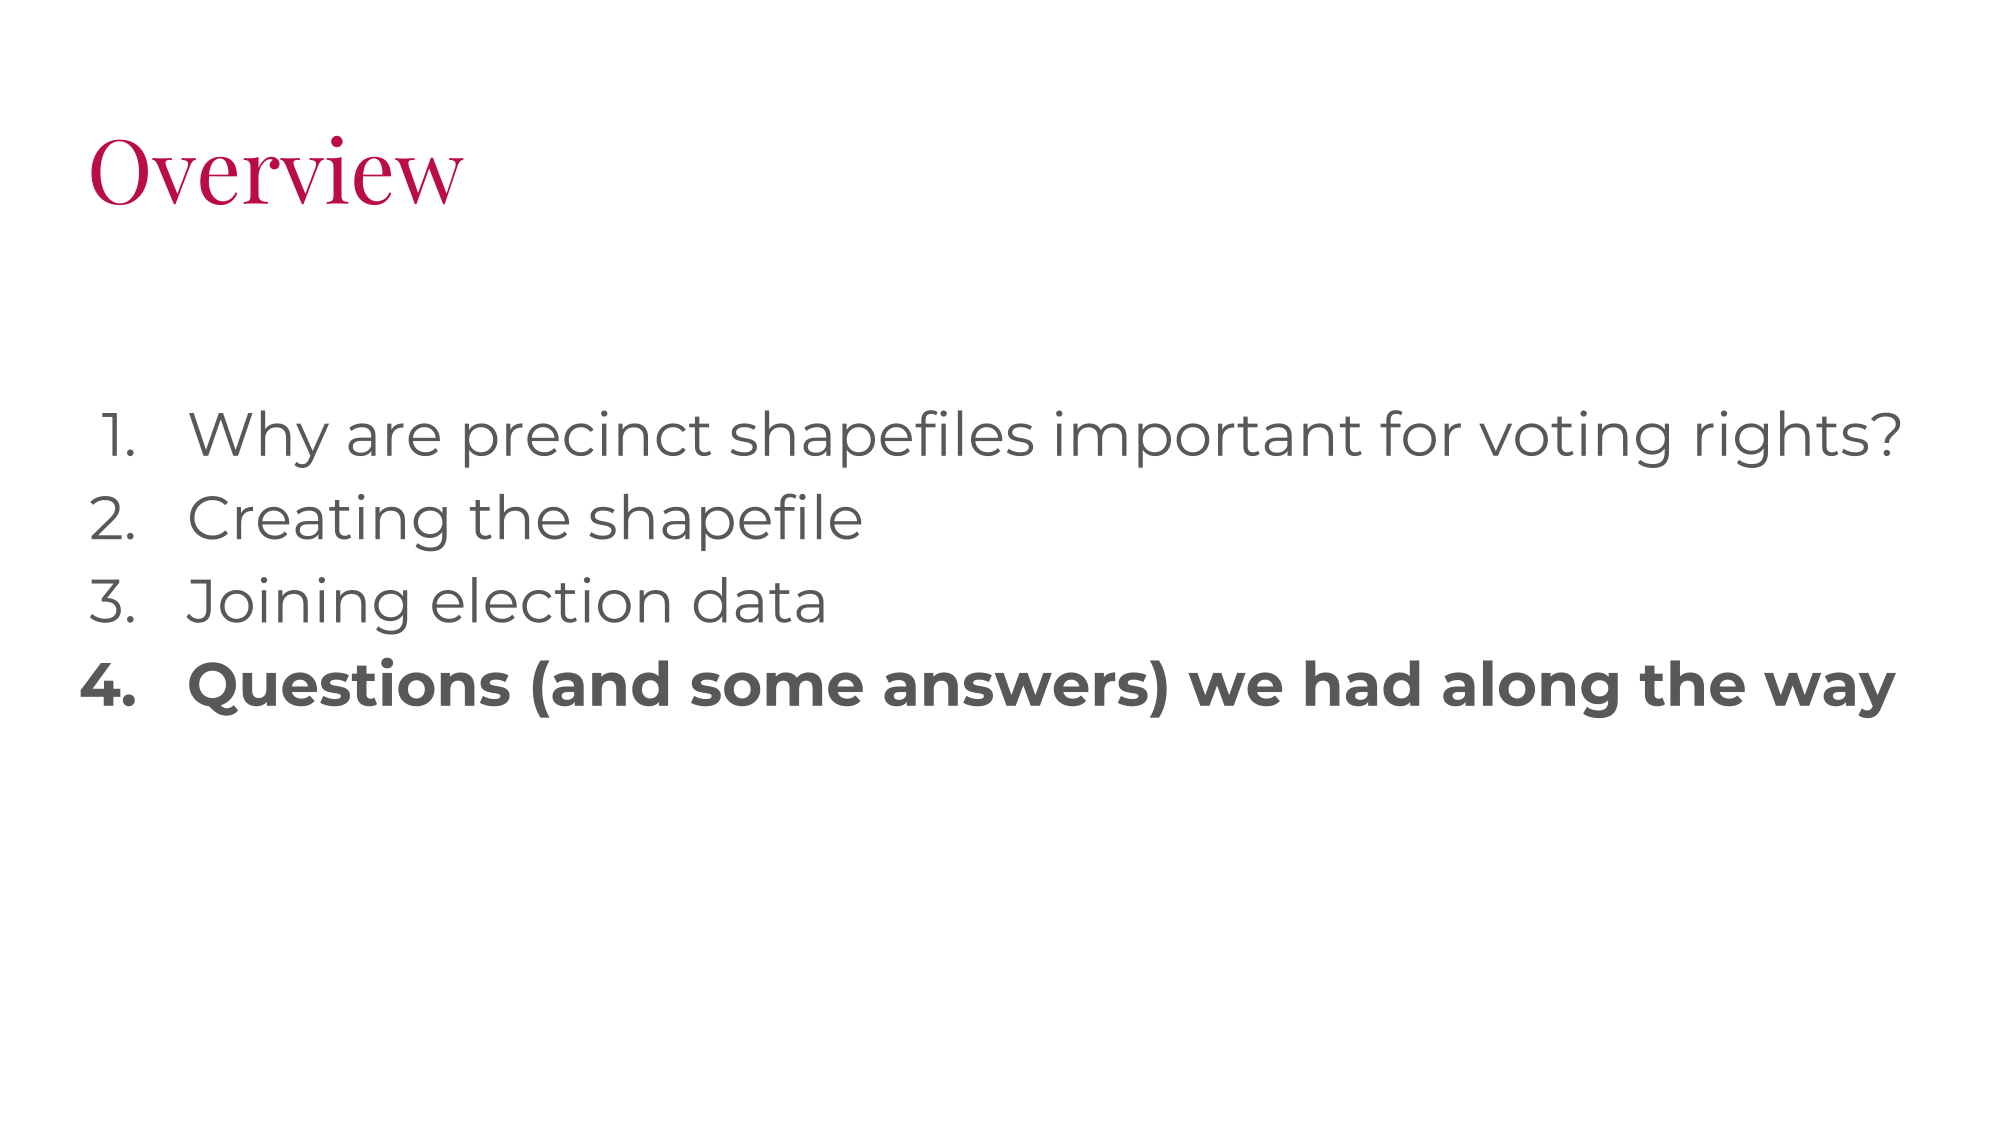 Overview
1. Why are precinct shapefiles important for voting rights?
2. Creating the shapefile
3. Joining election data
4. Questions (and some answers) we had along the way